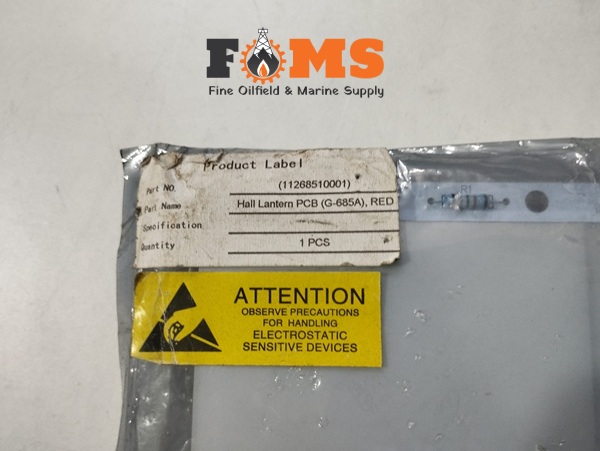 FOMS
Fine Oilfield & Marine Supply
Product Label
Part NO. (11268510001)
Part Name Hall Lantern PCB (G-685A), RED
Specification
Quantity 1 PCS
R1
ATTENTION
OBSERVE PRECAUTIONS
FOR HANDLING
ELECTROSTATIC
SENSITIVE DEVICES